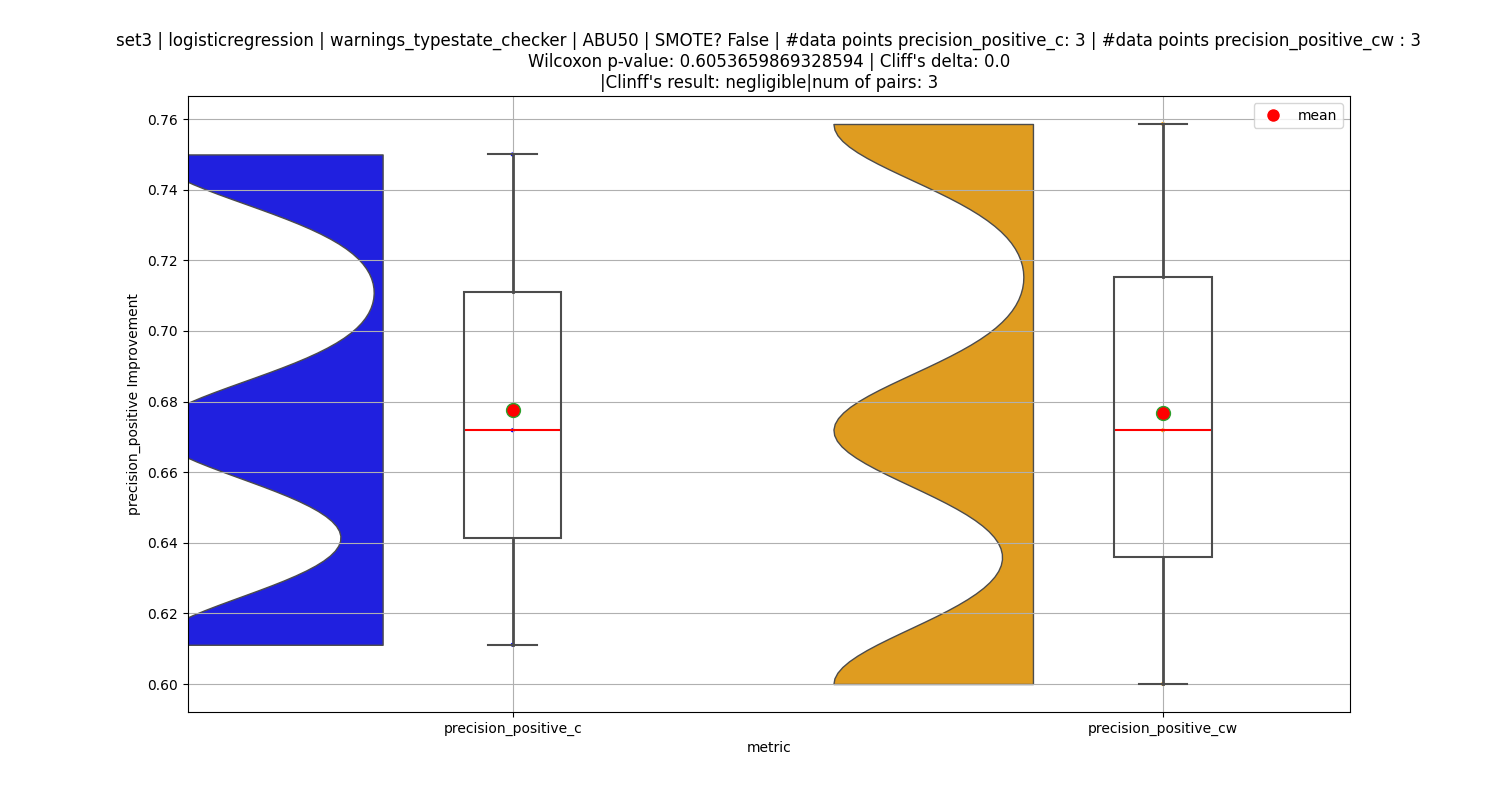 set3 | logisticregression | warnings_typestate_checker | ABU50 | SMOTE? False | #data points precision_positive_c: 3 | #data points precision_positive_cw : 3
Wilcoxon p-value: 0.6053659869328594 | Cliff's delta: 0.0
|Clinff's result: negligible|num of pairs: 3
mean
0.76
0.74
0.72
0.70
0.68
0.66
0.64
0.62
0.60
precision_positive Improvement
precision_positive_c
precision_positive_cw
metric